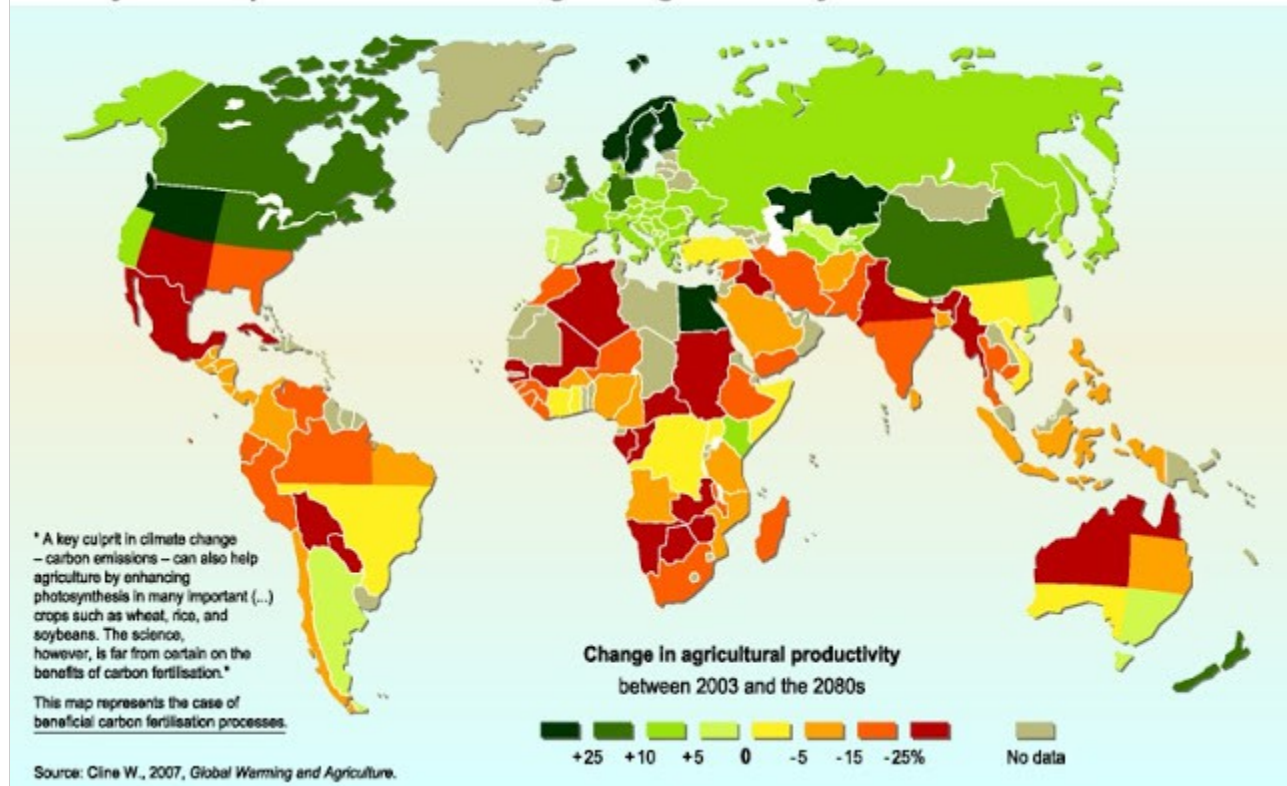 " A key culprit in climate change
– carbon emissions – can also help
agriculture by enhancing
photosynthesis in many important (...)
crops such as wheat, rice, and
soybeans. The science,
however, is far from certain on the
benefits of carbon fertilisation."
This map represents the case of
beneficial carbon fertilisation processes.
Source: Cline W., 2007, Global Warming and Agriculture.
Change in agricultural productivity
between 2003 and the 2080s
+25 +10 +5 0 -5 -15 -25%
No data